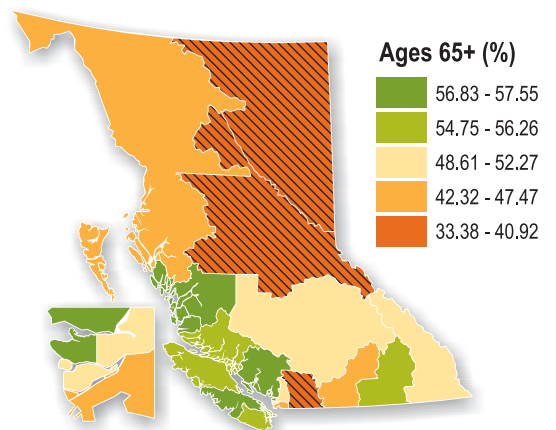 Ages 65+ (%)
56.83 - 57.55
54.75 - 56.26
48.61 - 52.27
42.32 - 47.47
33.38 - 40.92